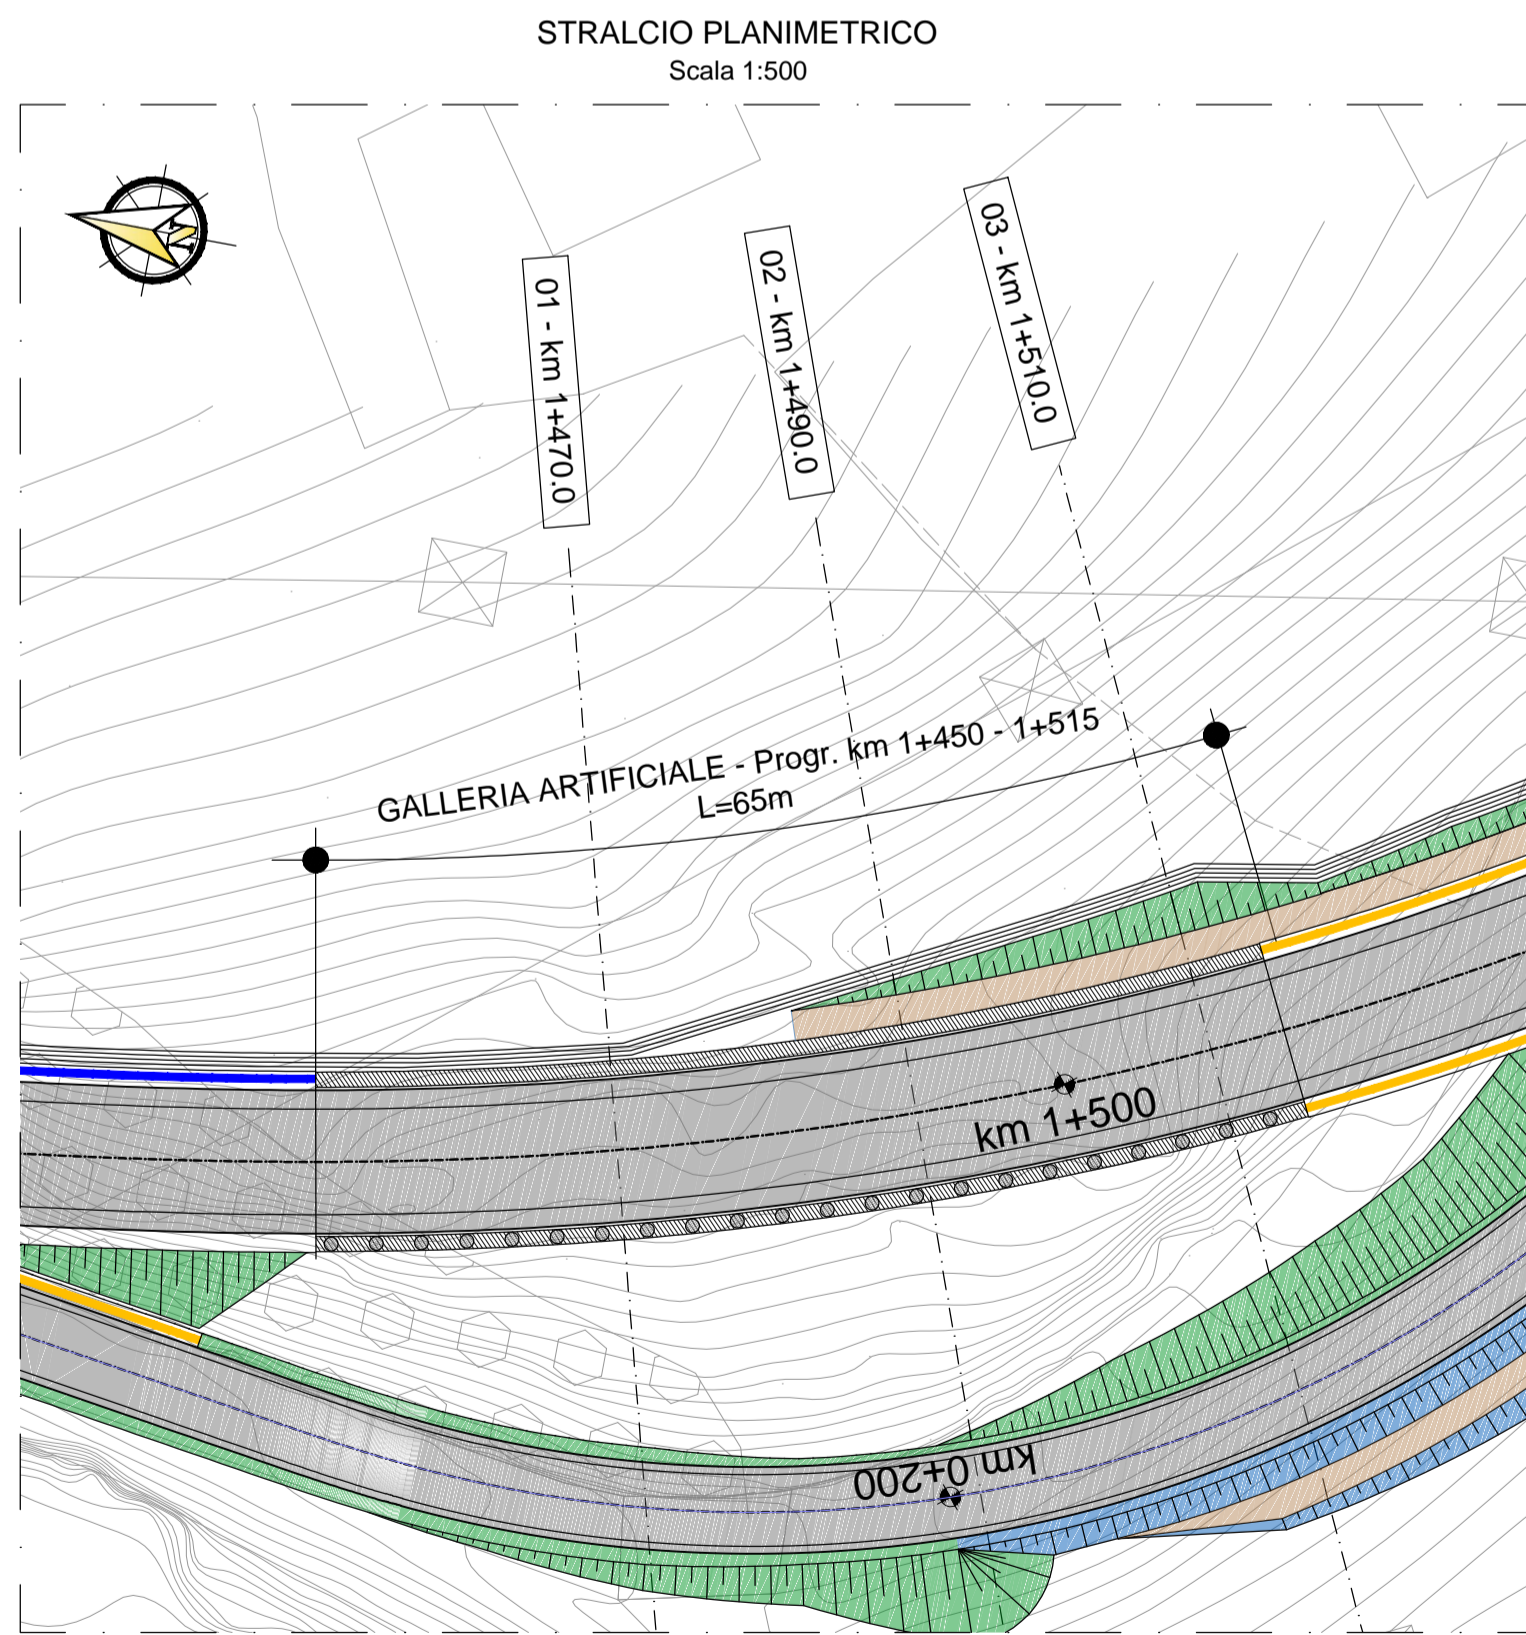 STRALCIO PLANIMETRICO
Scala 1:500
N
01 - km 1+470.0
02 - km 1+490.0
03 - km 1+510.0
GALLERIA ARTIFICIALE - Progr. km 1+450 - 1+515
L=65m
km 1+500
km 0+200